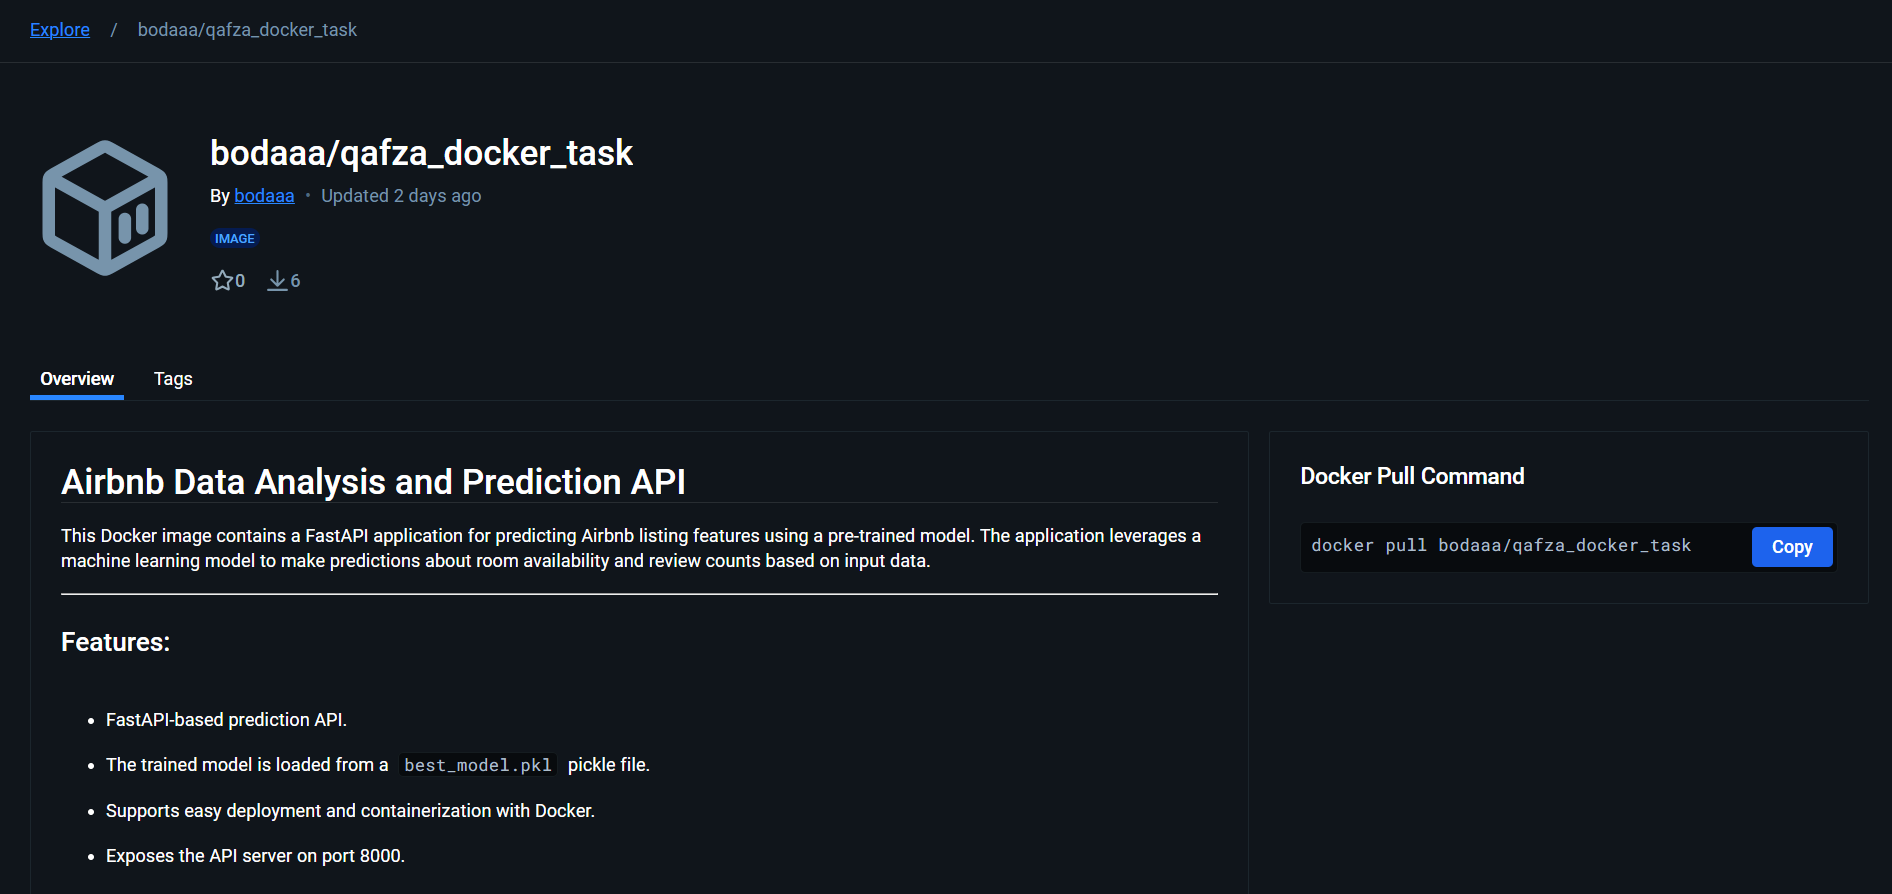 Explore / bodaaa/qafza_docker_task
bodaaa/qafza_docker_task
By bodaaa • Updated 2 days ago
IMAGE
0 6
Overview Tags
Airbnb Data Analysis and Prediction API
This Docker image contains a FastAPI application for predicting Airbnb listing features using a pre-trained model. The application leverages a
machine learning model to make predictions about room availability and review counts based on input data.
Features:
• FastAPI-based prediction API.
• The trained model is loaded from a best_model.pkl pickle file.
• Supports easy deployment and containerization with Docker.
• Exposes the API server on port 8000.
Docker Pull Command
docker pull bodaaa/qafza_docker_task Copy